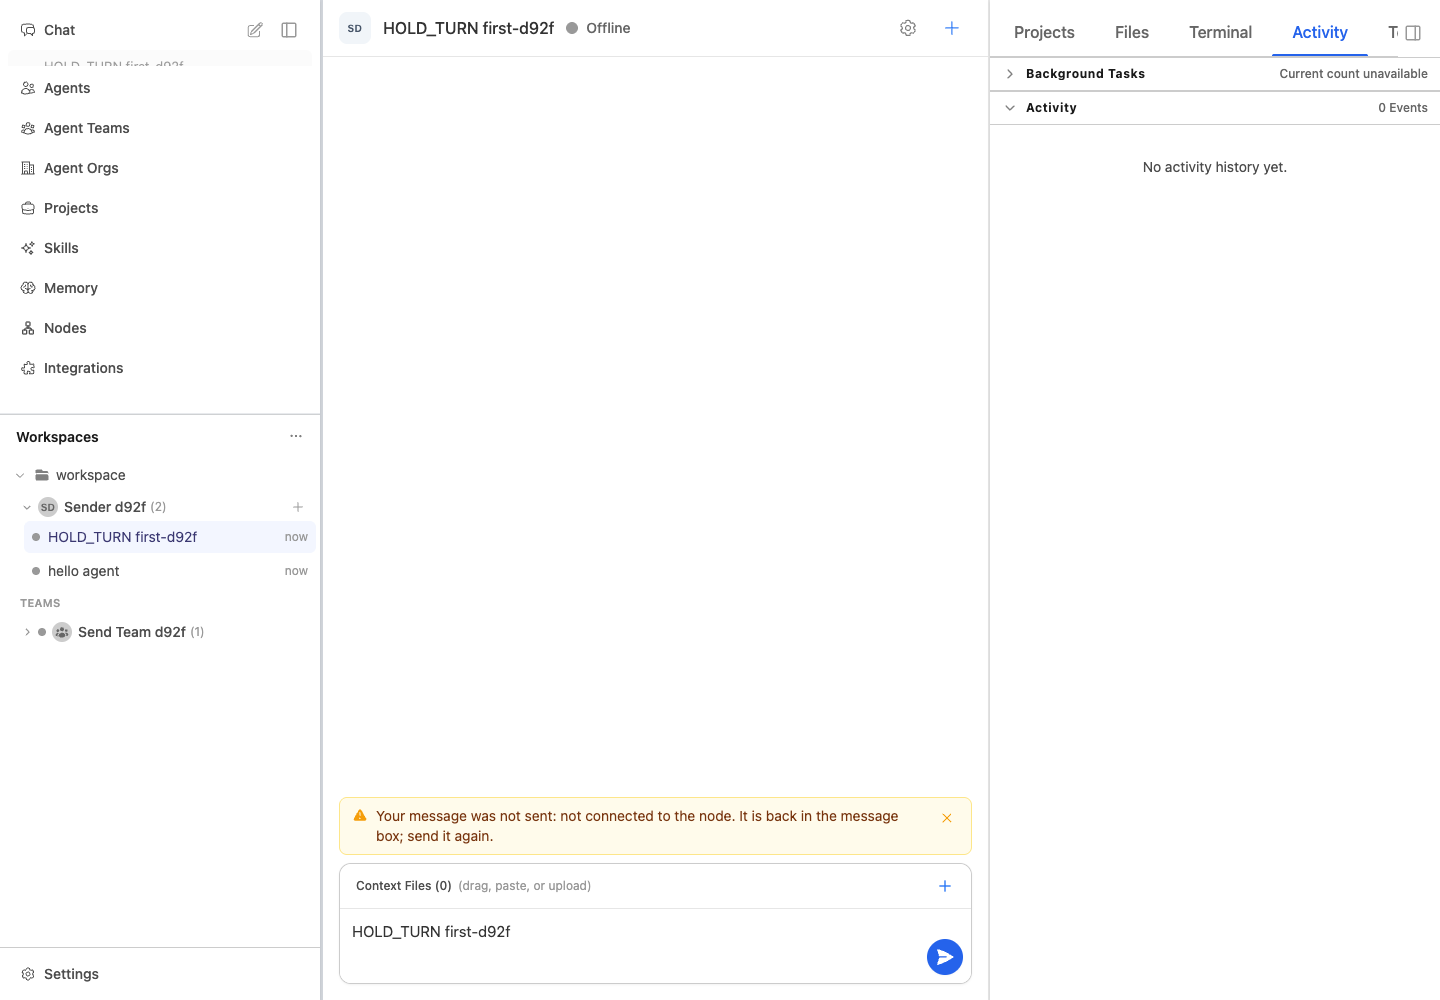 Chat
HOLD_TURN first-d92f
Agents
Agent Teams
Agent Orgs
Projects
Skills
Memory
Nodes
Integrations
Workspaces
workspace
SD Sender d92f (2)
HOLD_TURN first-d92f now
hello agent now
TEAMS
Send Team d92f (1)
Settings
SD HOLD_TURN first-d92f Offline
Your message was not sent: not connected to the node. It is back in the message
box; send it again.
Context Files (0) (drag, paste, or upload)
HOLD_TURN first-d92f
Projects Files Terminal Activity
Background Tasks Current count unavailable
Activity 0 Events
No activity history yet.